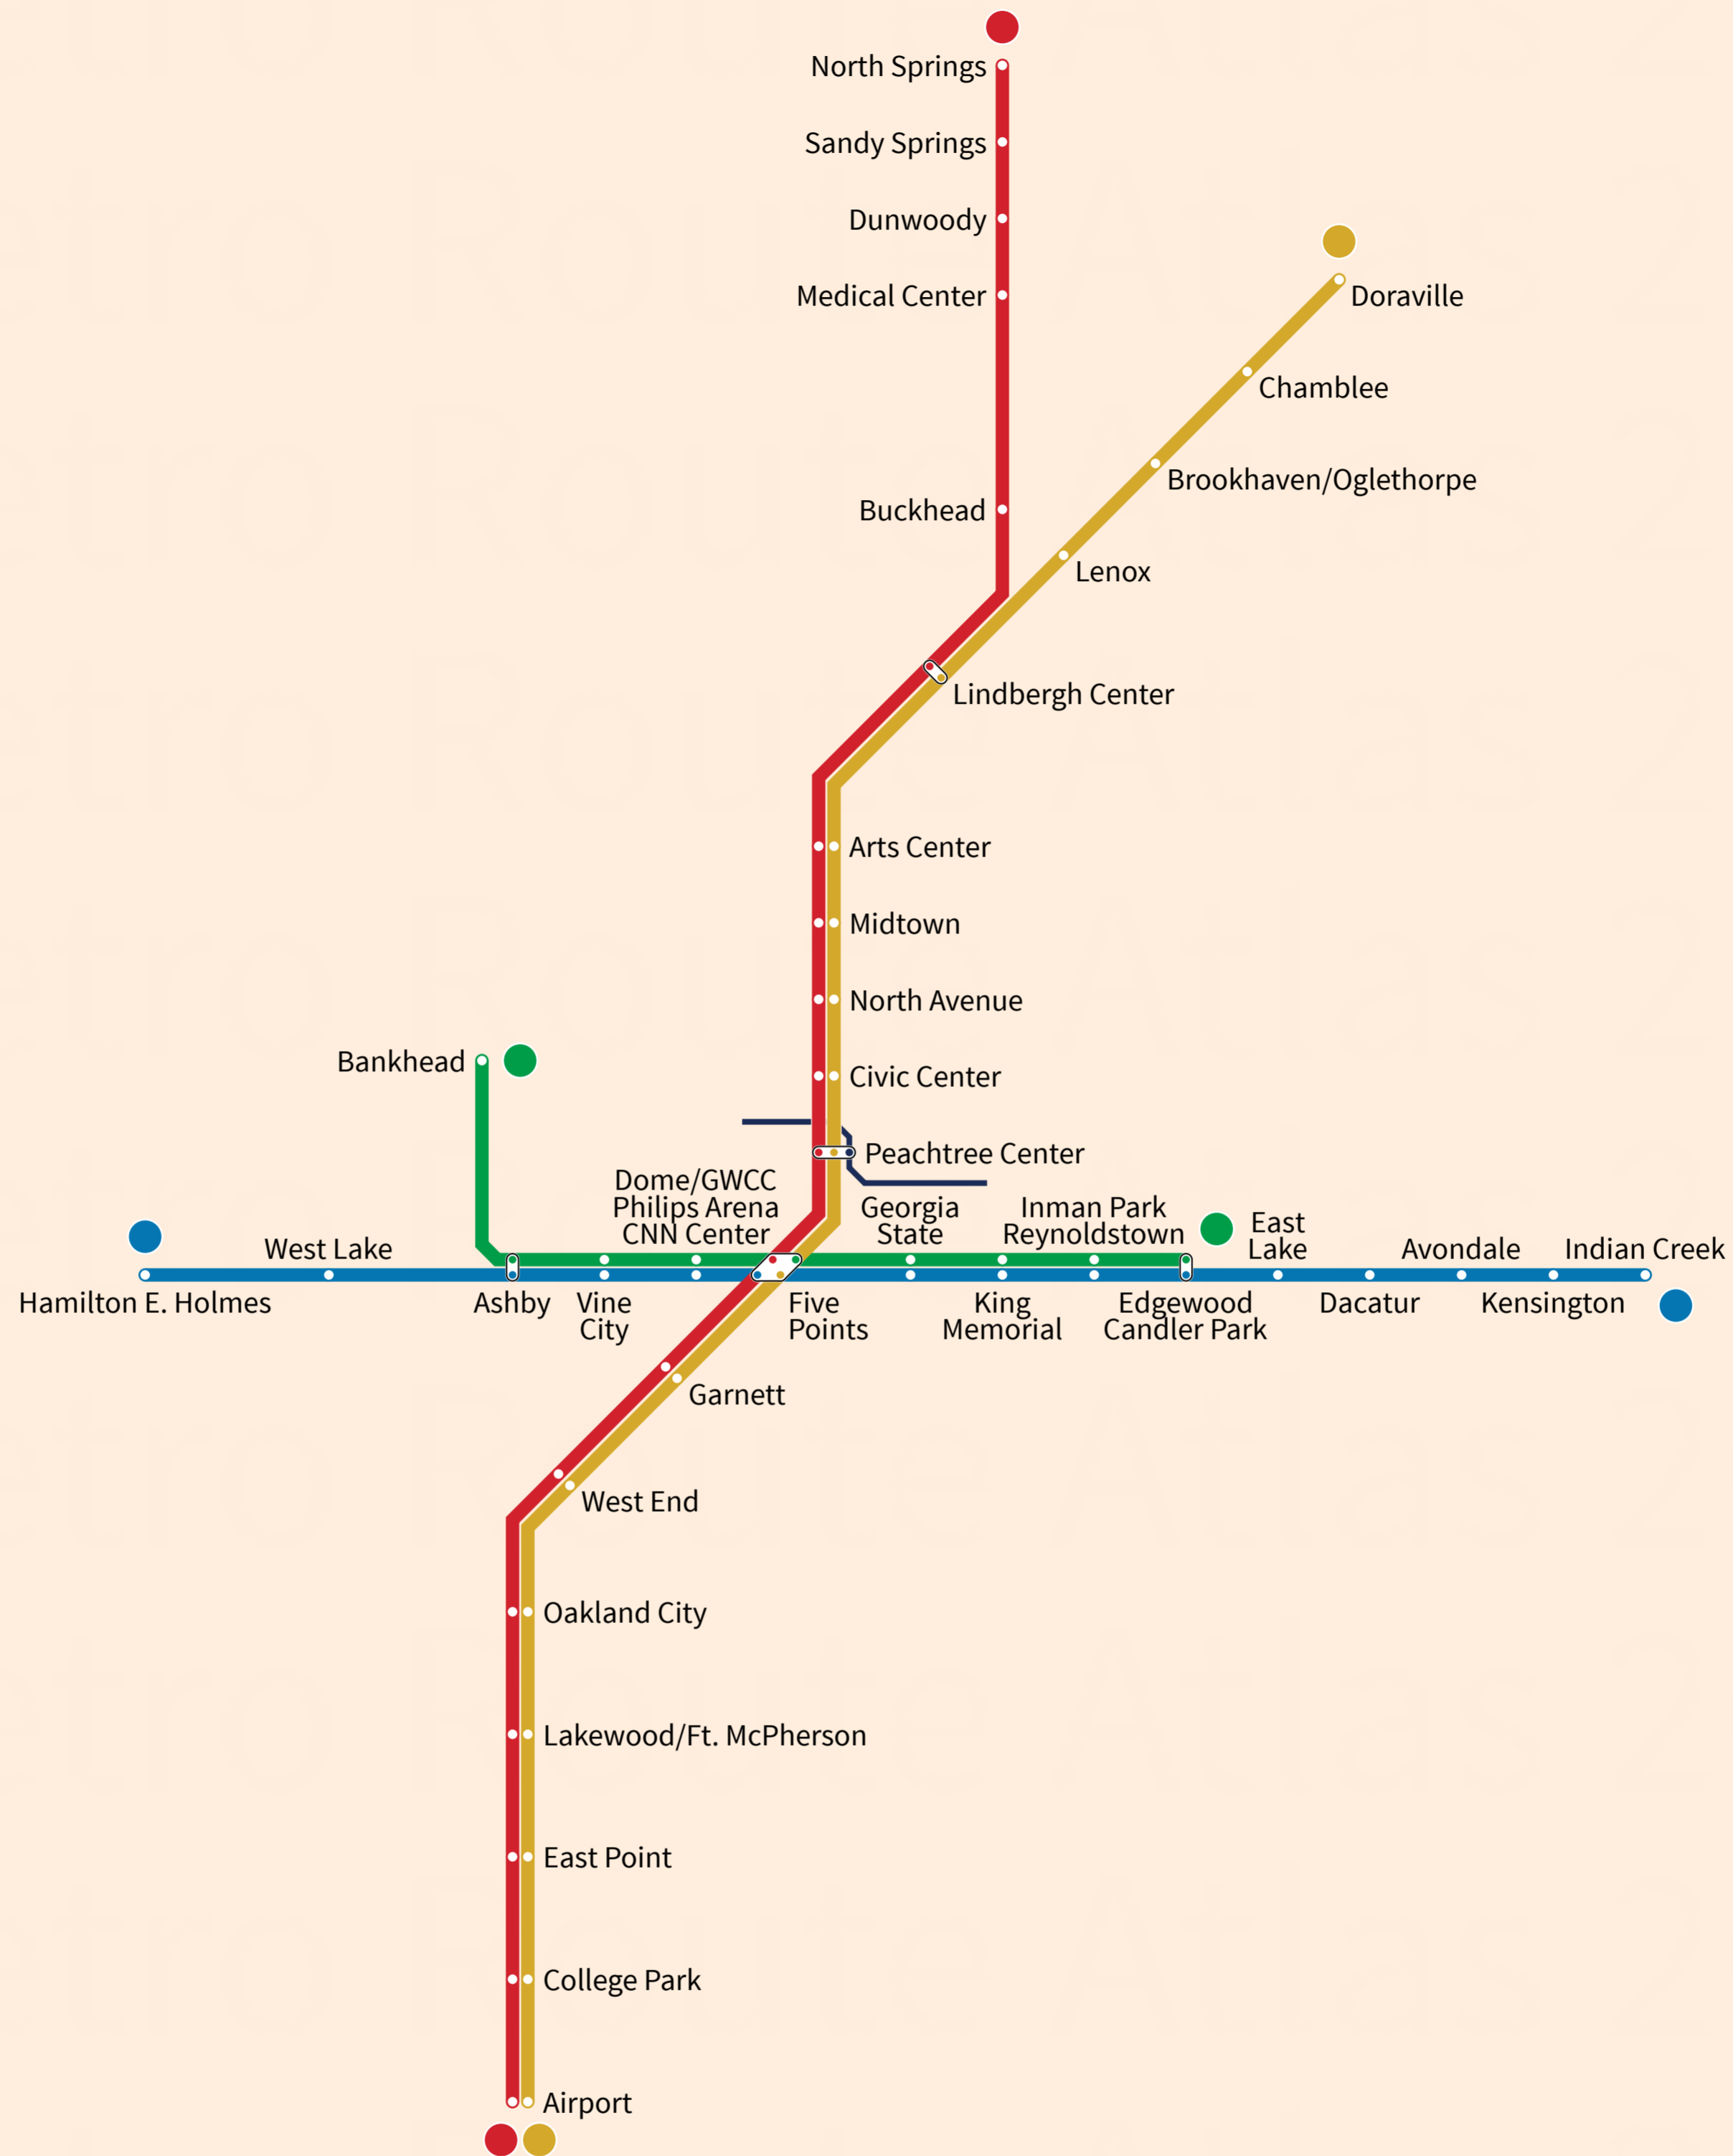 North Springs
Sandy Springs
Dunwoody
Medical Center
Doraville
Chamblee
Brookhaven/Oglethorpe
Buckhead
Lenox
Lindbergh Center
Arts Center
Midtown
North Avenue
Bankhead
Civic Center
Peachtree Center
Dome/GWCC
Philips Arena
CNN Center
Georgia
State
Inman Park
Reynoldstown
East
Lake
West Lake
Avondale
Indian Creek
Hamilton E. Holmes
Ashby
Vine
City
Five
Points
King
Memorial
Edgewood
Candler Park
Dacatur
Kensington
Garnett
West End
Oakland City
Lakewood/Ft. McPherson
East Point
College Park
Airport